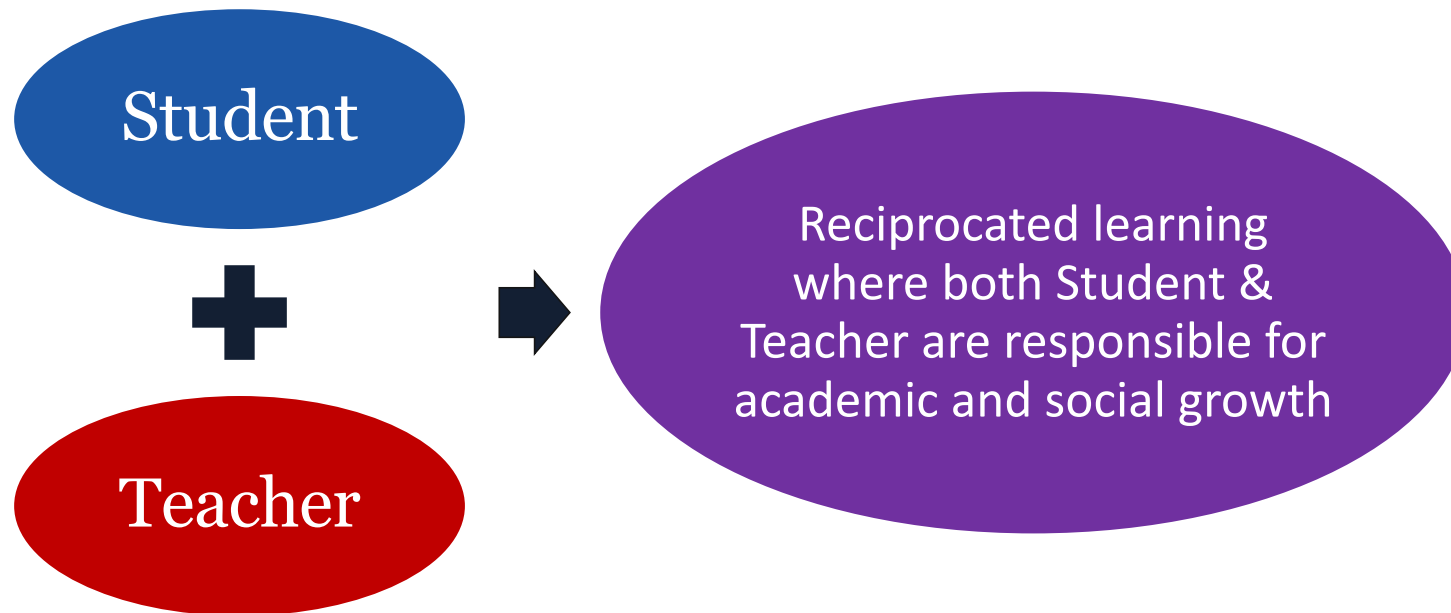 Student
Teacher
Reciprocated learning
where both Student &
Teacher are responsible for
academic and social growth